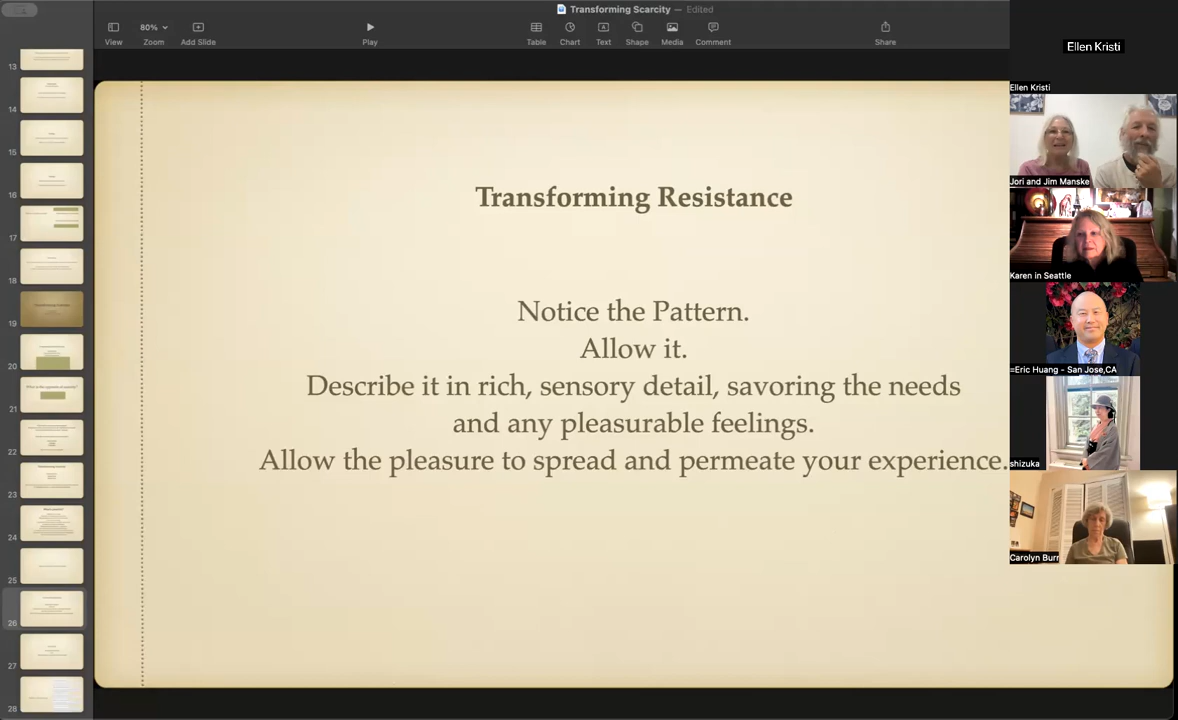 Transforming Scarcity — Edited
80%
View
Zoom
Add Slide
Play
Table
Chart
Text
Shape
Media
Comment
Share
13
14
15
16
17
18
19
20
21
22
23
24
25
26
27
28
Transforming Resistance
Notice the Pattern.
Allow it.
Describe it in rich, sensory detail, savoring the needs
and any pleasurable feelings.
Allow the pleasure to spread and permeate your experience.
Ellen Kristi
Ellen Kristi
Jori and Jim Manske
Karen in Seattle
=Eric Huang - San Jose,CA
shizuka
Carolyn Burr